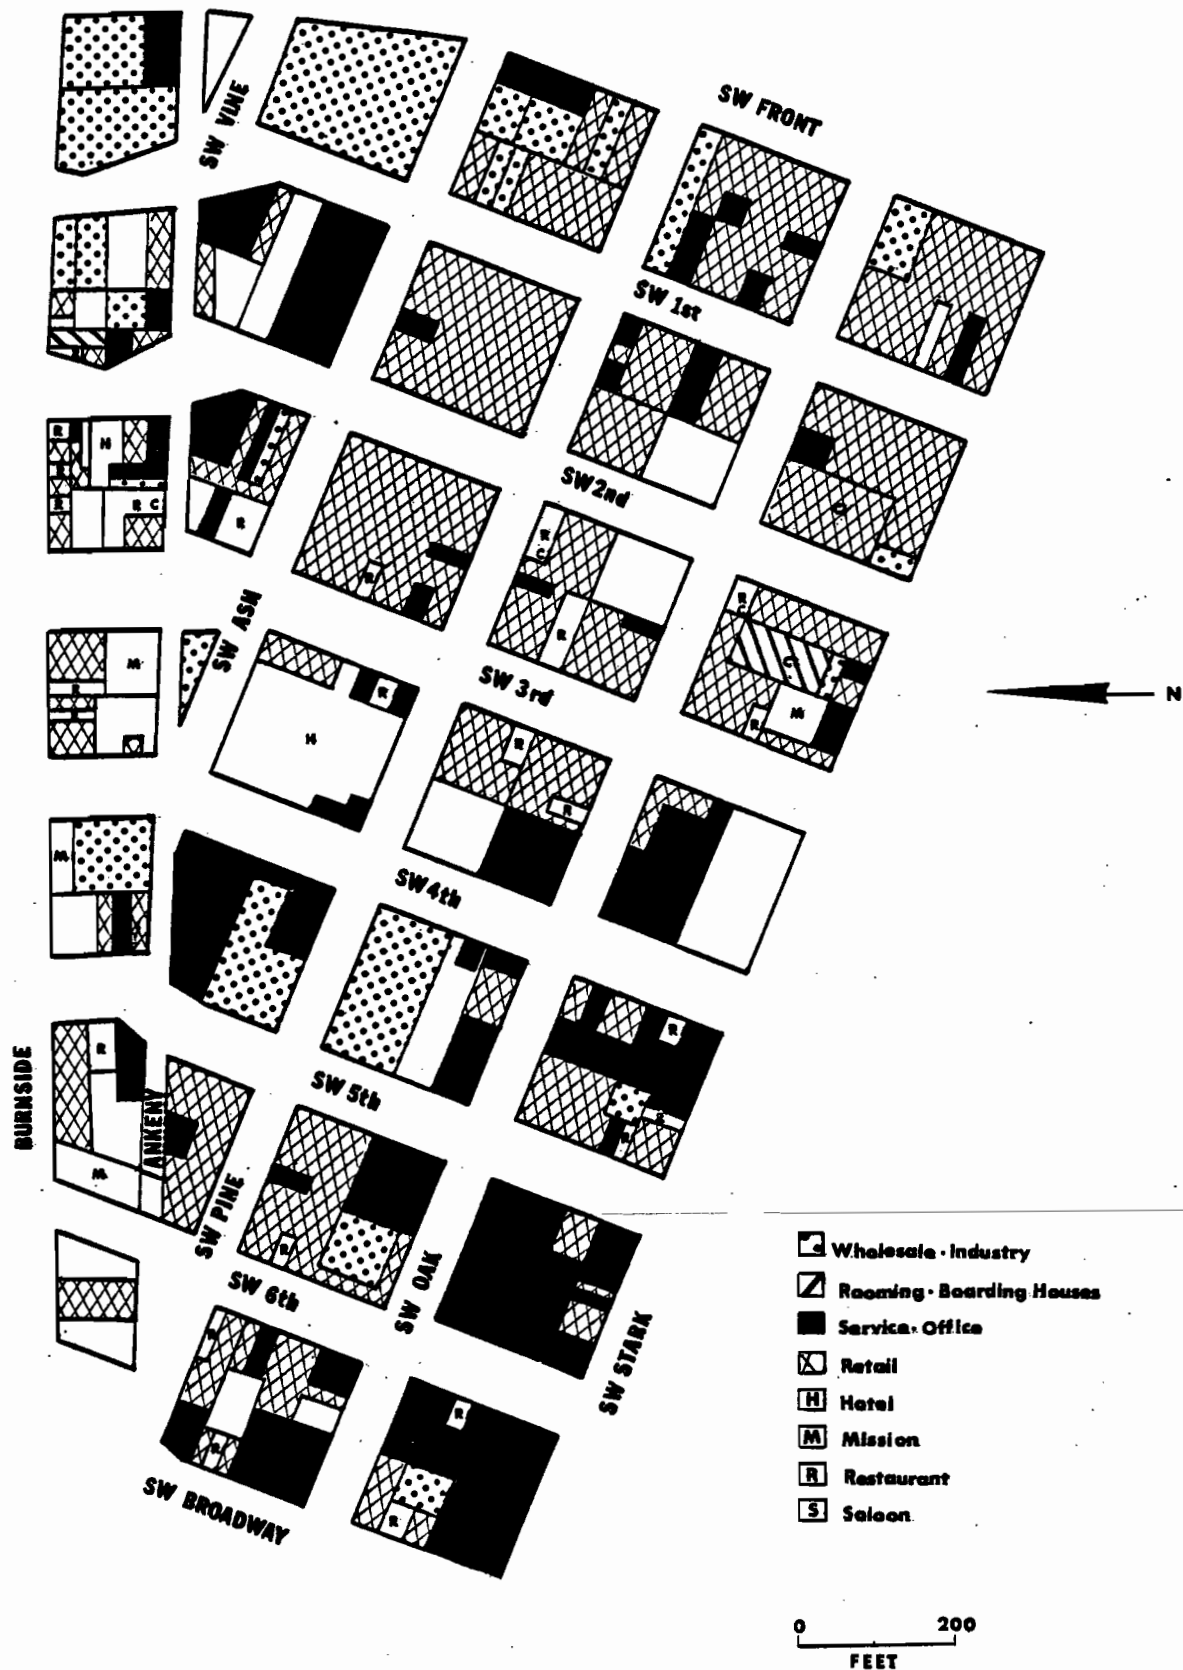 SW FRONT
SW VINE
SW 1st
R
H
R
R C
R
SW 2nd
R
C
R
C
R
C
R
SW ASH
M
R
SW 3rd
C
M
R
N
H
R
R
R
SW 4th
M
BURNSIDE
R
ANKENY
M
SW 5th
R
R
R
SW PINE
SW OAK
SW 6th
R
SW STARK
R
R
R
R
SW BROADWAY
Wholesale · Industry
Rooming · Boarding Houses
Service · Office
Retail
H Hotel
M Mission
R Restaurant
S Saloon
0 200
FEET